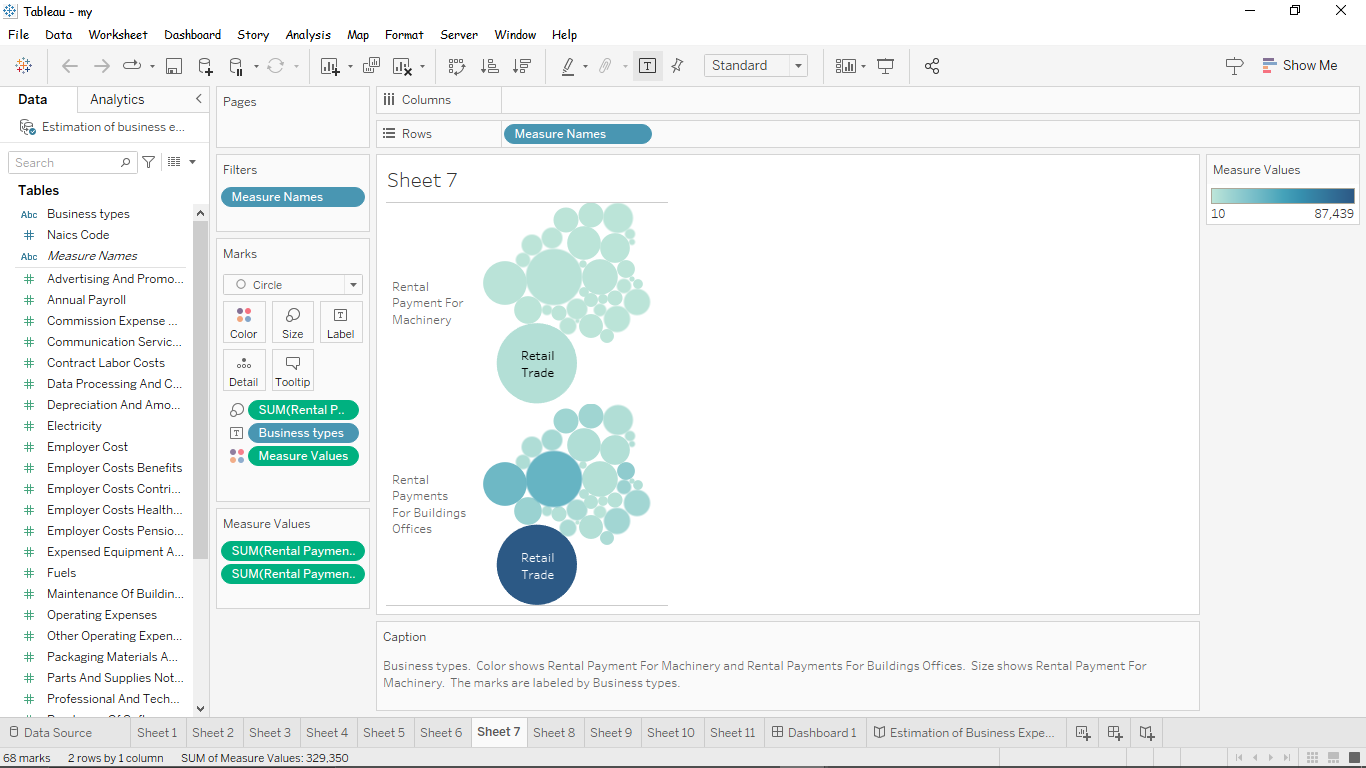 Tableau - my
File Data Worksheet Dashboard Story Analysis Map Format Server Window Help
Standard
Show Me
Data Analytics
Pages
Columns
Estimation of business e...
Rows Measure Names
Search
Filters
Measure Names
Sheet 7
Measure Values
10 87,439
Tables
Abc Business types
# Naics Code
Abc Measure Names
# Advertising And Promo...
# Annual Payroll
# Commission Expense ...
# Communication Servic...
# Contract Labor Costs
# Data Processing And C...
# Depreciation And Amo...
# Electricity
# Employer Cost
# Employer Costs Benefits
# Employer Costs Contri...
# Employer Costs Health...
# Employer Costs Pensio...
# Expensed Equipment A...
# Fuels
# Maintenance Of Buildin...
# Operating Expenses
# Other Operating Expen...
# Packaging Materials A...
# Parts And Supplies Not...
# Professional And Tech...
Marks
Circle
Color Size Label
Detail Tooltip
SUM(Rental P..
Business types
Measure Values
Measure Values
SUM(Rental Paymen..
SUM(Rental Paymen..
Rental
Payment For
Machinery
Retail
Trade
Rental
Payments
For Buildings
Offices
Retail
Trade
Caption
Business types. Color shows Rental Payment For Machinery and Rental Payments For Buildings Offices. Size shows Rental Payment For
Machinery. The marks are labeled by Business types.
Data Source Sheet 1 Sheet 2 Sheet 3 Sheet 4 Sheet 5 Sheet 6 Sheet 7 Sheet 8 Sheet 9 Sheet 10 Sheet 11 Dashboard 1 Estimation of Business Expe...
68 marks 2 rows by 1 column SUM of Measure Values: 329,350